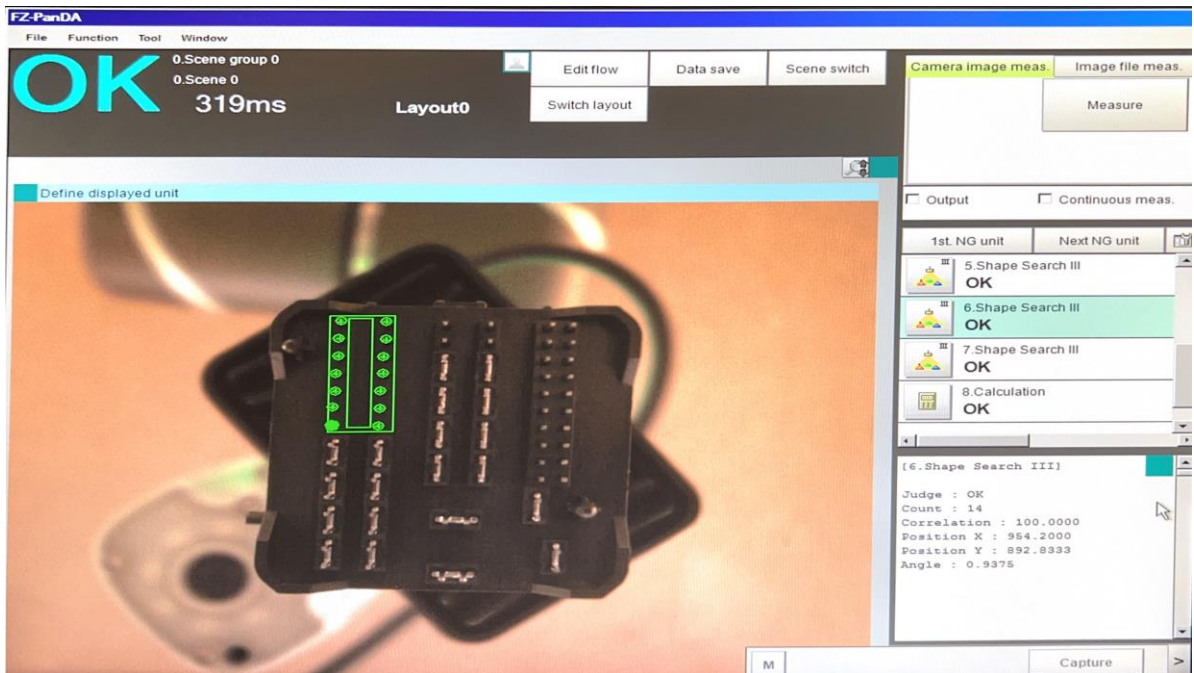 FZ-PanDA
File Function Tool Window
OK
0.Scene group 0
0.Scene 0
319ms
Layout0
Edit flow
Data save
Scene switch
Switch layout
Camera image meas.
Image file meas.
Measure
Output
Continuous meas.
Define displayed unit
1st. NG unit
Next NG unit
III
5.Shape Search III
OK
III
6.Shape Search III
OK
III
7.Shape Search III
OK
8.Calculation
OK
[6.Shape Search III]
Judge : OK
Count : 14
Correlation : 100.0000
Position X : 954.2000
Position Y : 892.8333
Angle : 0.9375
M
Capture
>